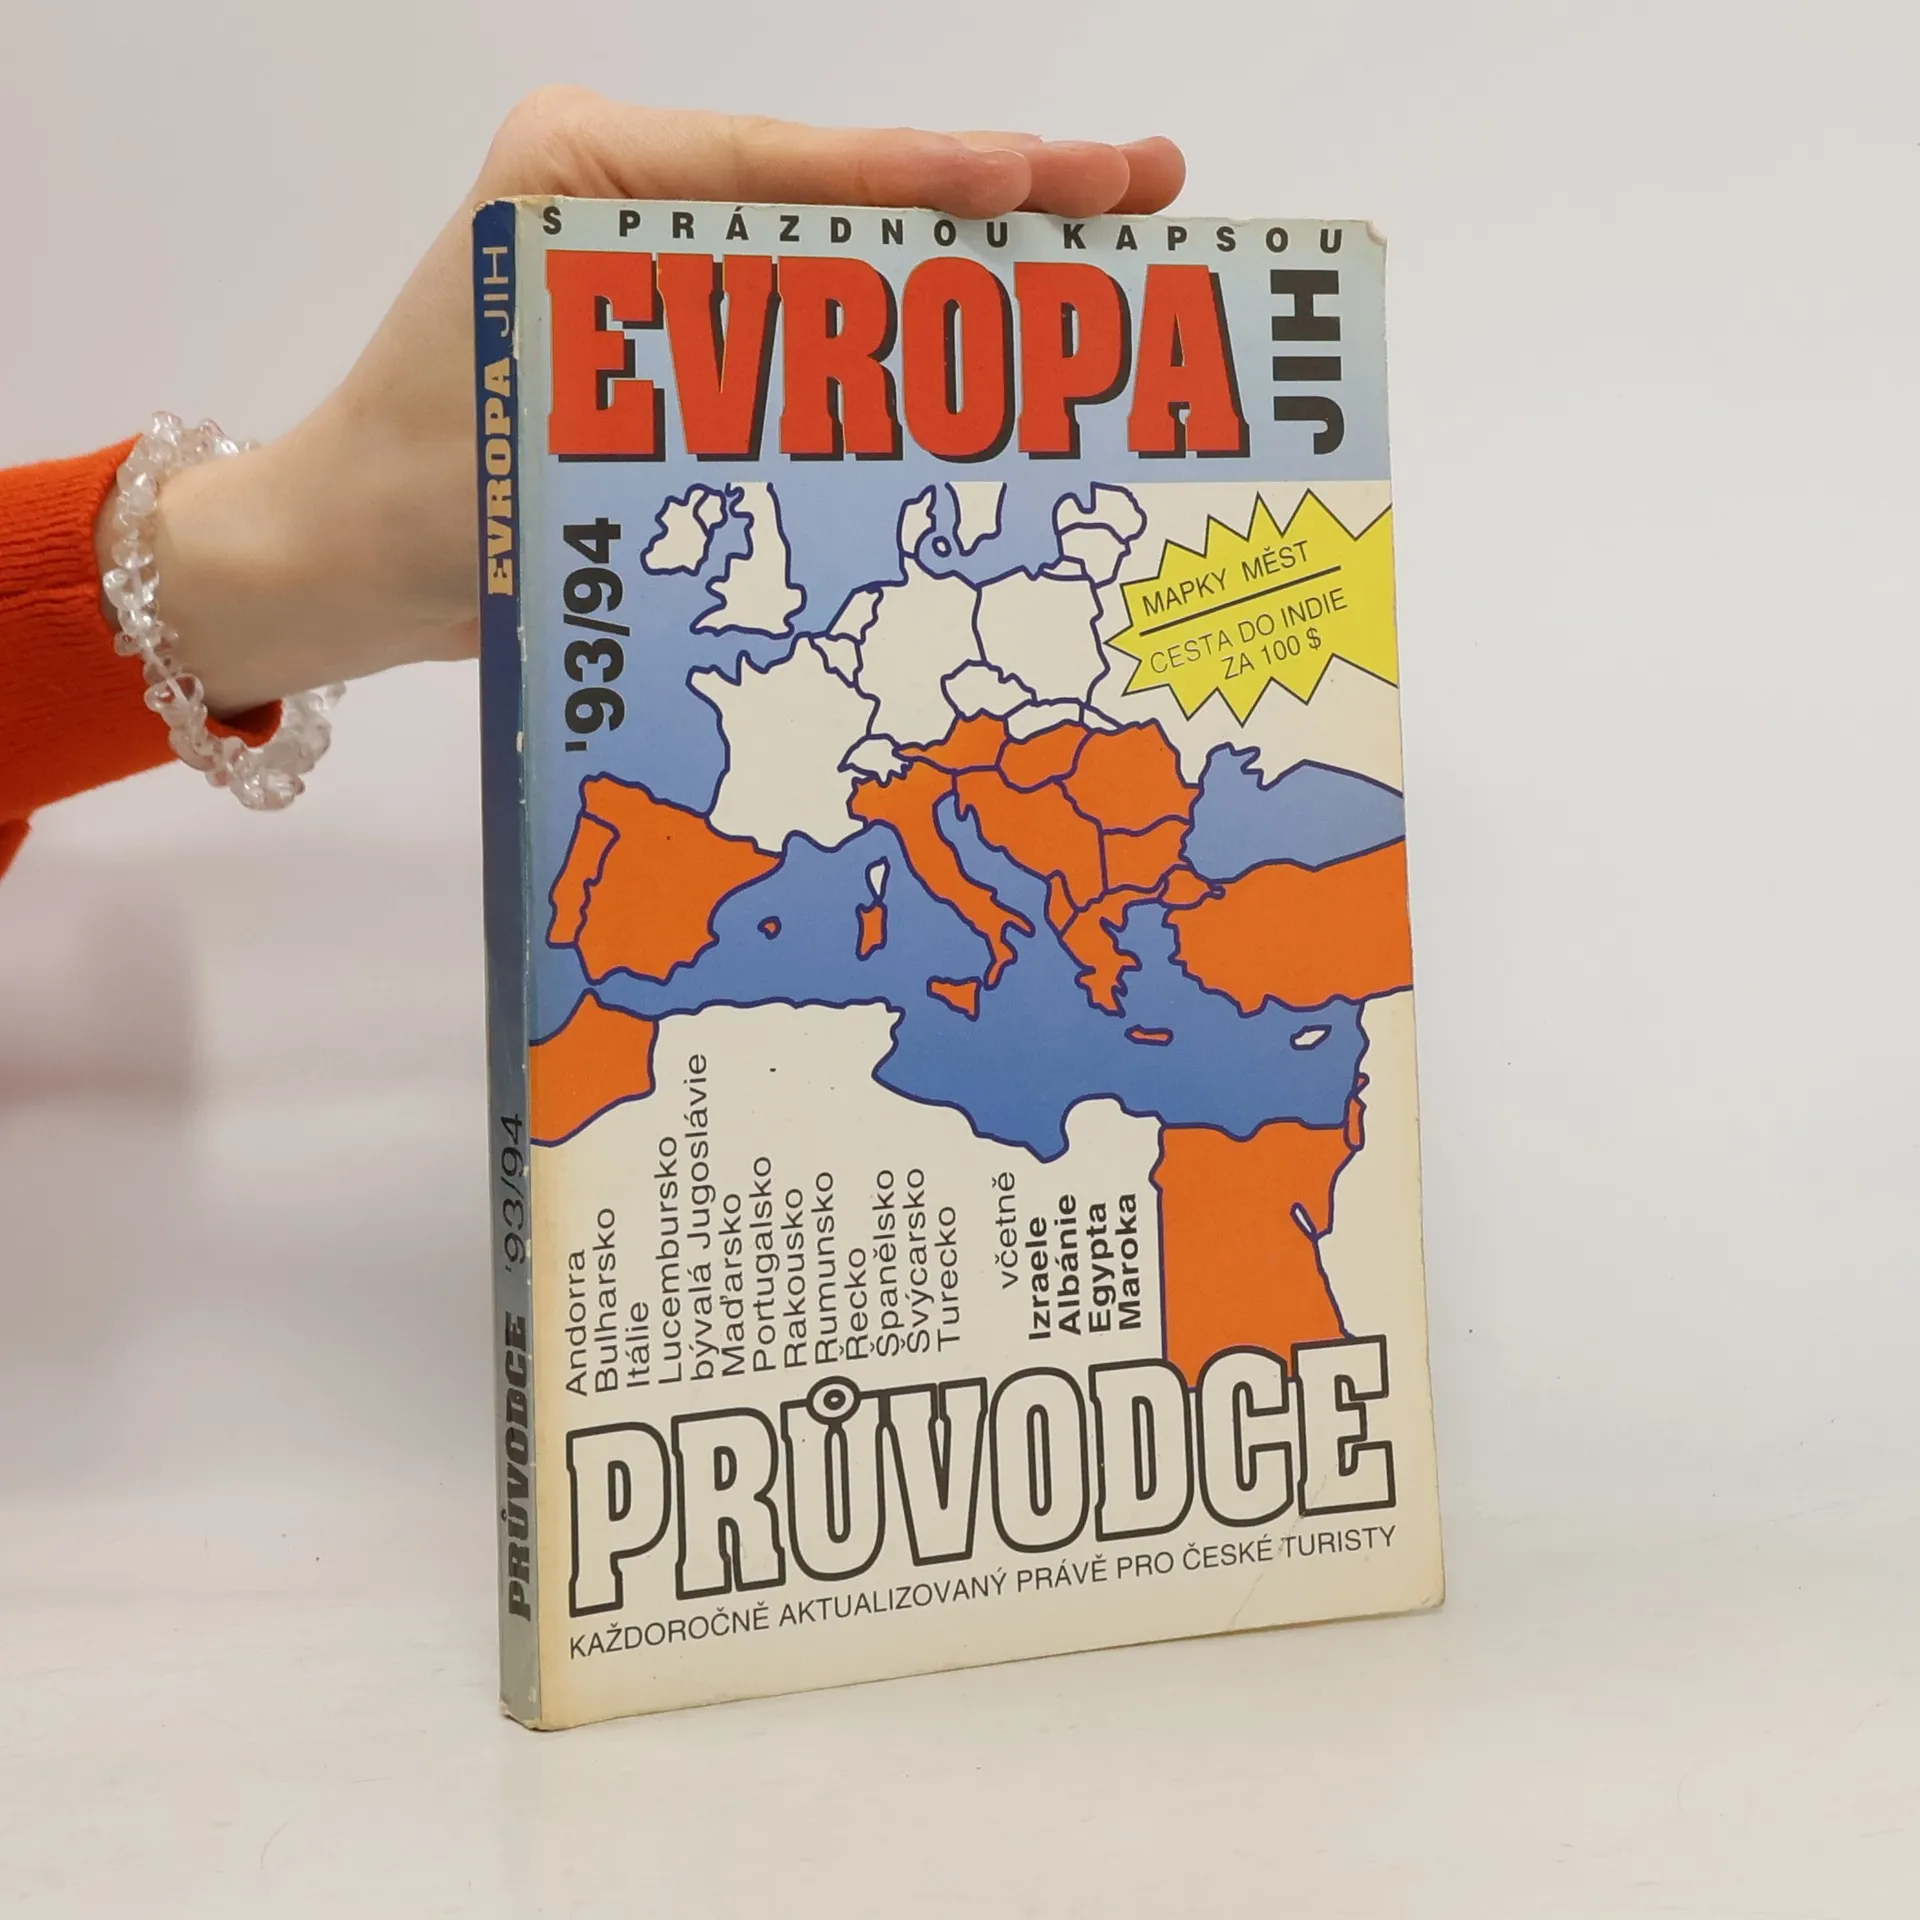 S PRÁZDNOU KAPSOU
EVROPA
JIH
'93/94
MAPKY MĚST
CESTA DO INDIE
ZA 100 $
Andorra
Bulharsko
Itálie
Lucembursko
bývalá Jugoslávie
Maďarsko
Portugalsko
Rakousko
Řumunsko
Řecko
Španělsko
Švýcarsko
Turecko
včetně
Izraele
Albánie
Egypta
Maroka
PRŮVODCE
KAŽDOROČNĚ AKTUALIZOVANÝ PRÁVĚ PRO ČESKÉ TURISTY
EVROPA JIH
PRŮVODCE '93/94